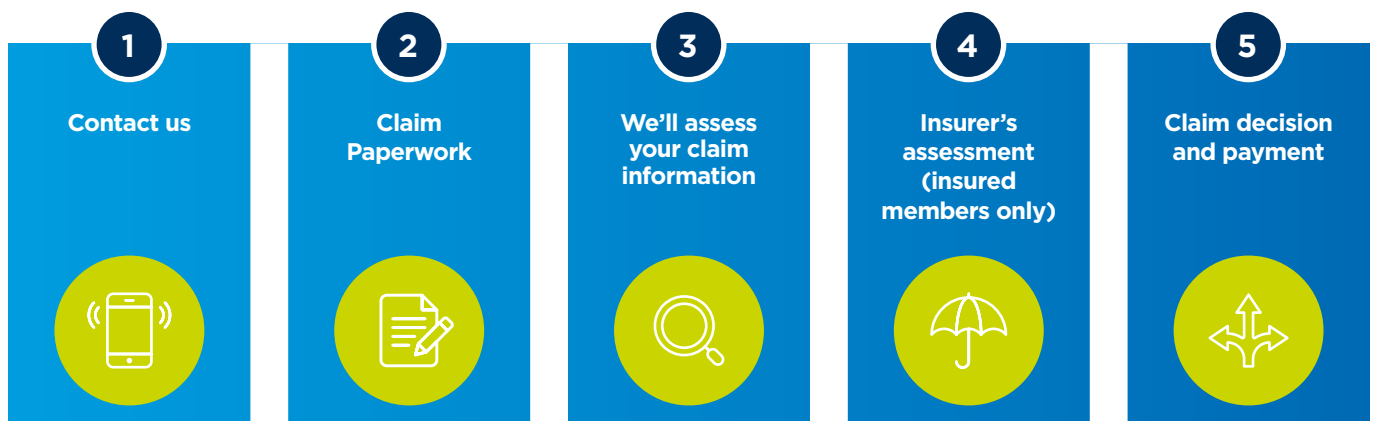 1
Contact us
2
Claim
Paperwork
3
We’ll assess
your claim
information
4
Insurer’s
assessment
(insured
members only)
5
Claim decision
and payment